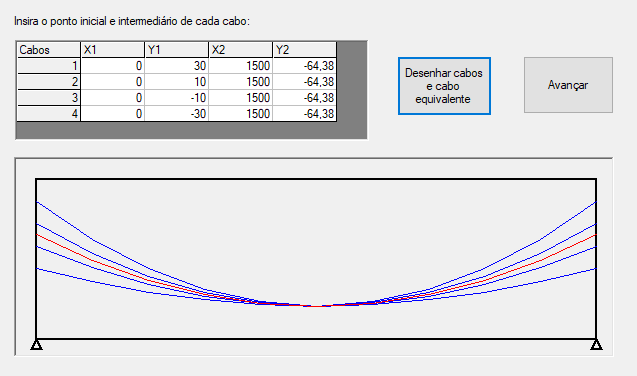 Insira o ponto inicial e intermediário de cada cabo:
Cabos X1 Y1 X2 Y2
1 0 30 1500 -64,38
2 0 10 1500 -64,38
3 0 -10 1500 -64,38
4 0 -30 1500 -64,38
Desenhar cabos
e cabo
equivalente
Avançar